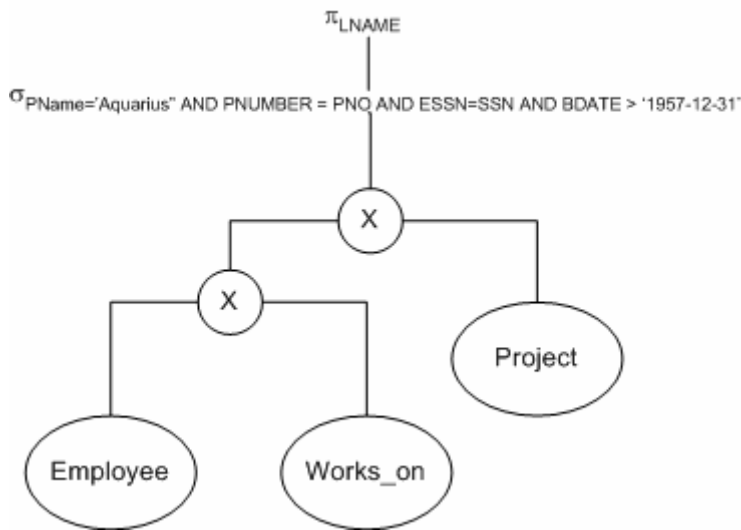 πLNAME
σPName='Aquarius" AND PNUMBER = PNO AND ESSN=SSN AND BDATE > '1957-12-31'
X
X
Project
Employee
Works_on